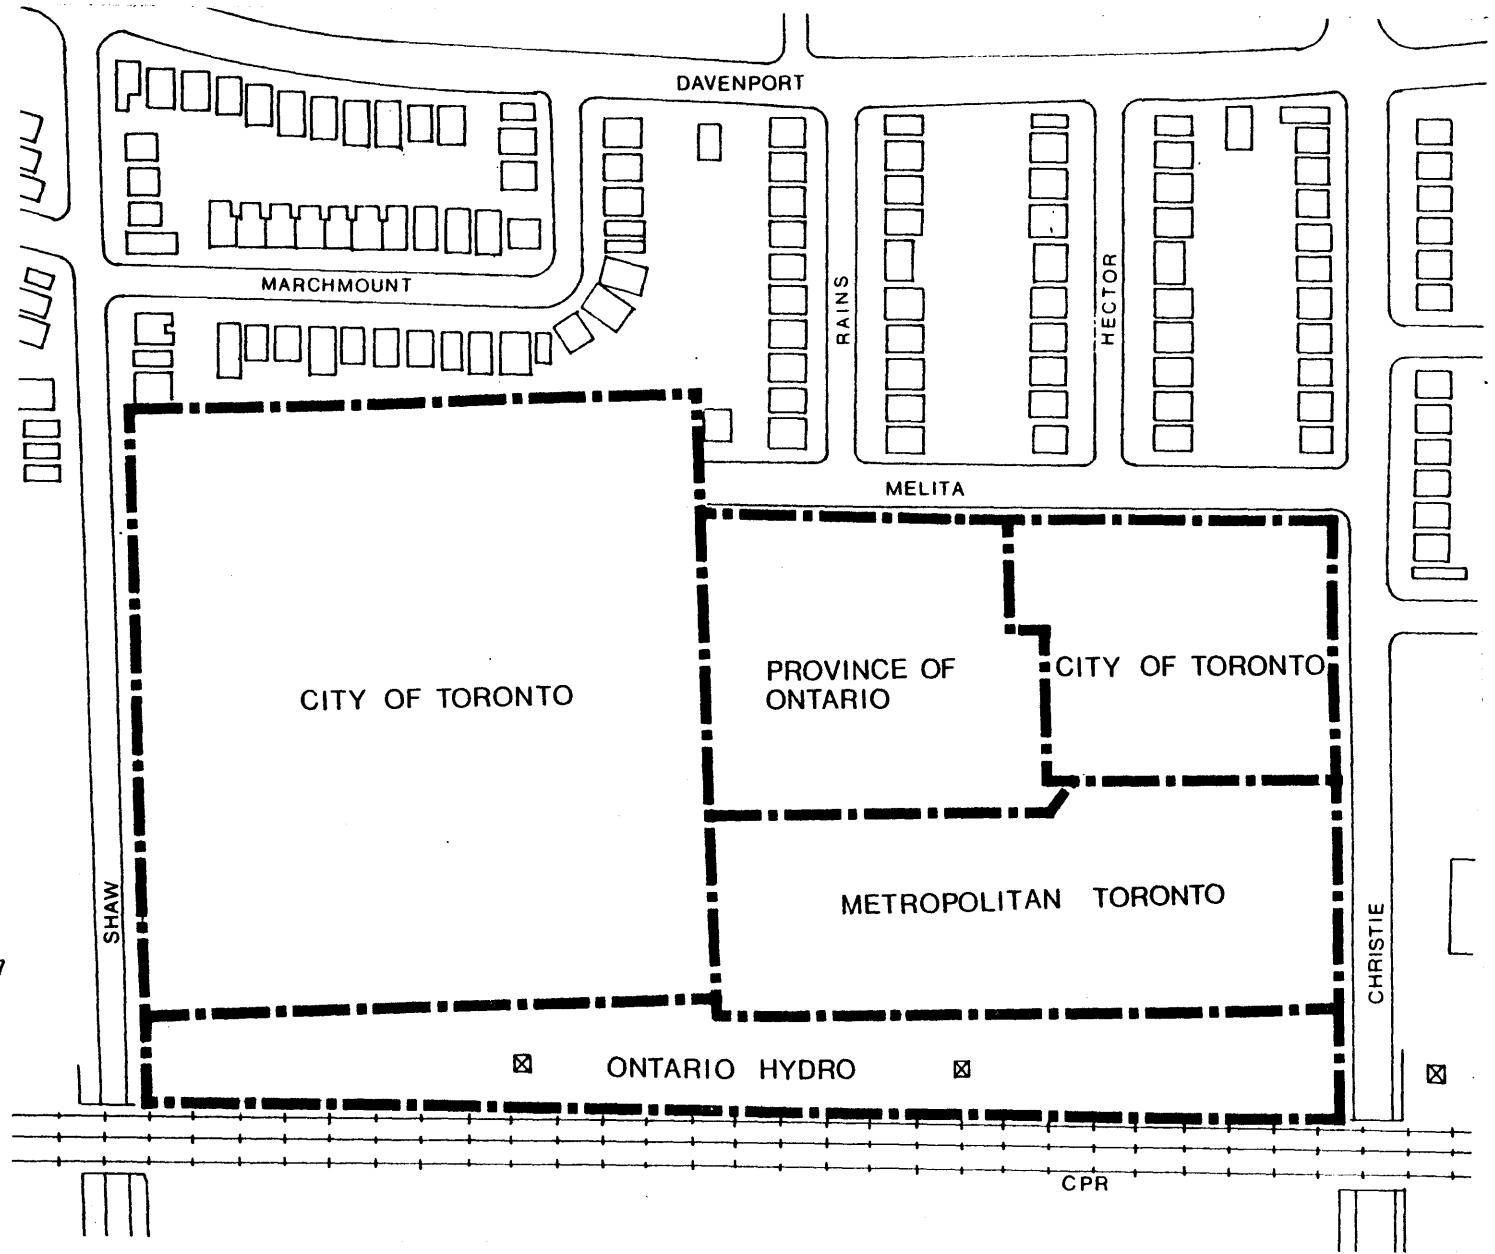 DAVENPORT
MARCHMOUNT
RAINS
HECTOR
MELITA
CITY OF TORONTO
PROVINCE OF
ONTARIO
CITY OF TORONTO
METROPOLITAN TORONTO
SHAW
CHRISTIE
ONTARIO HYDRO
CPR